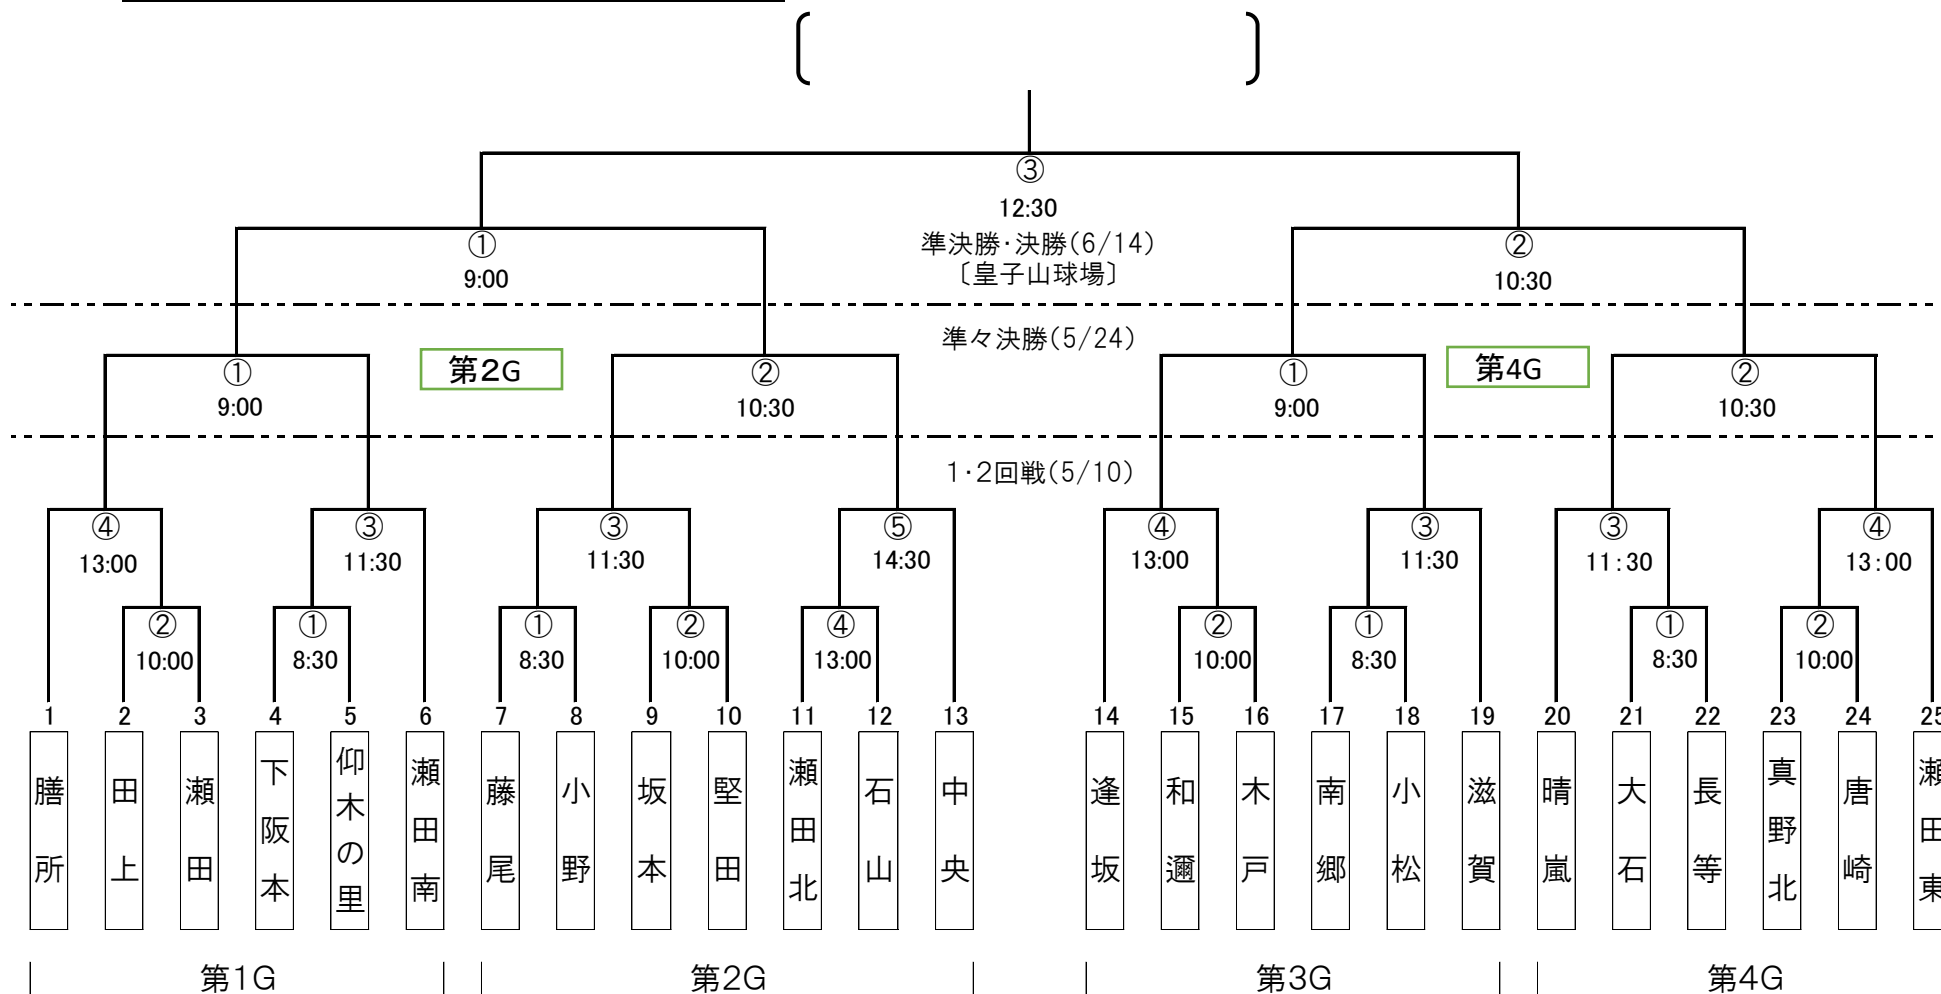 ③
12:30
準決勝・決勝(6/14)
〔皇子山球場〕
①
9:00
②
10:30
準々決勝(5/24)
第2G
第4G
①
9:00
②
10:30
①
9:00
②
10:30
1・2回戦(5/10)
④
13:00
③
11:30
③
11:30
⑤
14:30
④
13:00
③
11:30
③
11:30
④
13:00
②
10:00
①
8:30
①
8:30
②
10:00
④
13:00
②
10:00
①
8:30
①
8:30
②
10:00
1 2 3 4 5 6 7 8 9 10 11 12 13 14 15 16 17 18 19 20 21 22 23 24 25
膳所
田上
瀬田
下阪本
仰木の里
瀬田南
藤尾
小野
坂本
堅田
瀬田北
石山
中央
逢坂
和邇
木戸
南郷
小松
滋賀
晴嵐
大石
長等
真野北
唐崎
瀬田東
第1G
第2G
第3G
第4G